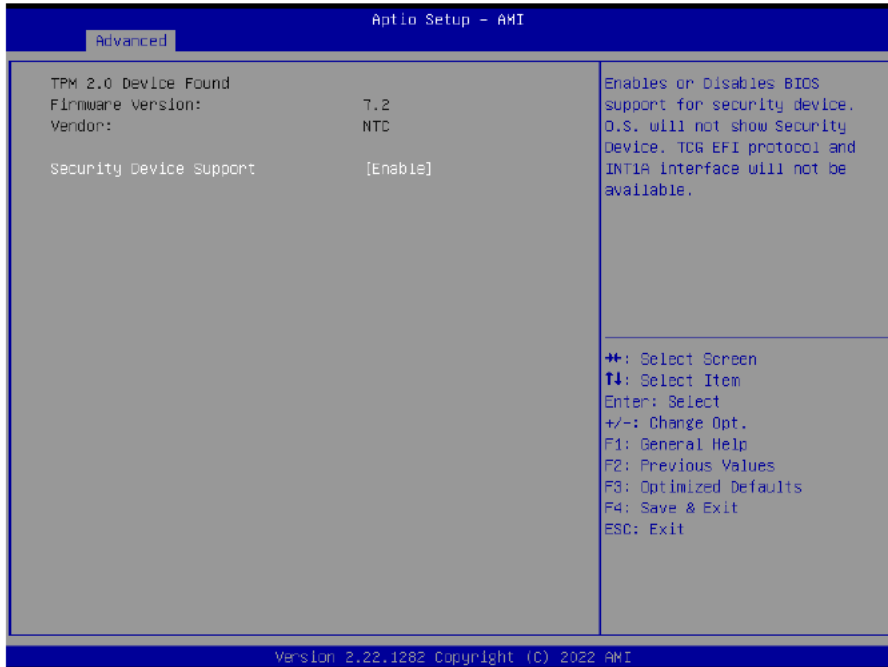 Aptio Setup - AMI
Advanced
TPM 2.0 Device Found
Firmware Version: 7.2
Vendor: NTC
Security Device Support [Enable]
Enables or Disables BIOS
support for security device.
O.S. will not show Security
Device. TCG EFI protocol and
INT1A interface will not be
available.
→←: Select Screen
↑↓: Select Item
Enter: Select
+/-: Change Opt.
F1: General Help
F2: Previous Values
F3: Optimized Defaults
F4: Save & Exit
ESC: Exit
Version 2.22.1282 Copyright (C) 2022 AMI